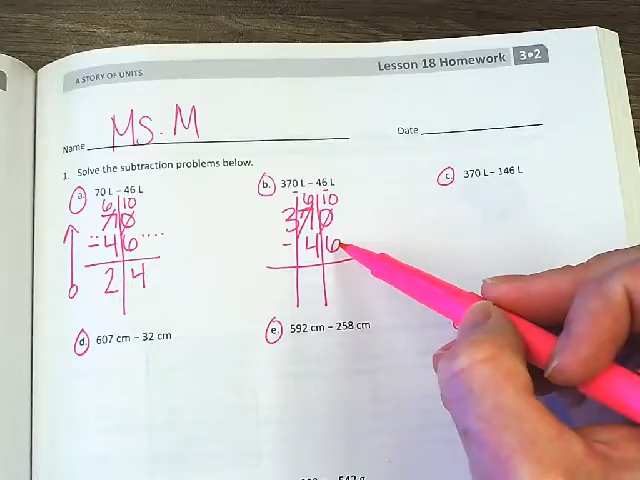 A STORY OF UNITS
Lesson 18 Homework 3•2
Name Ms. M Date
1. Solve the subtraction problems below.
a. 70 L – 46 L
6 10
7 0
- 4 6
2 4
b. 370 L – 46 L
6 10
3 7 0
- 4 6
c. 370 L – 146 L
d. 607 cm – 32 cm
e. 592 cm – 258 cm